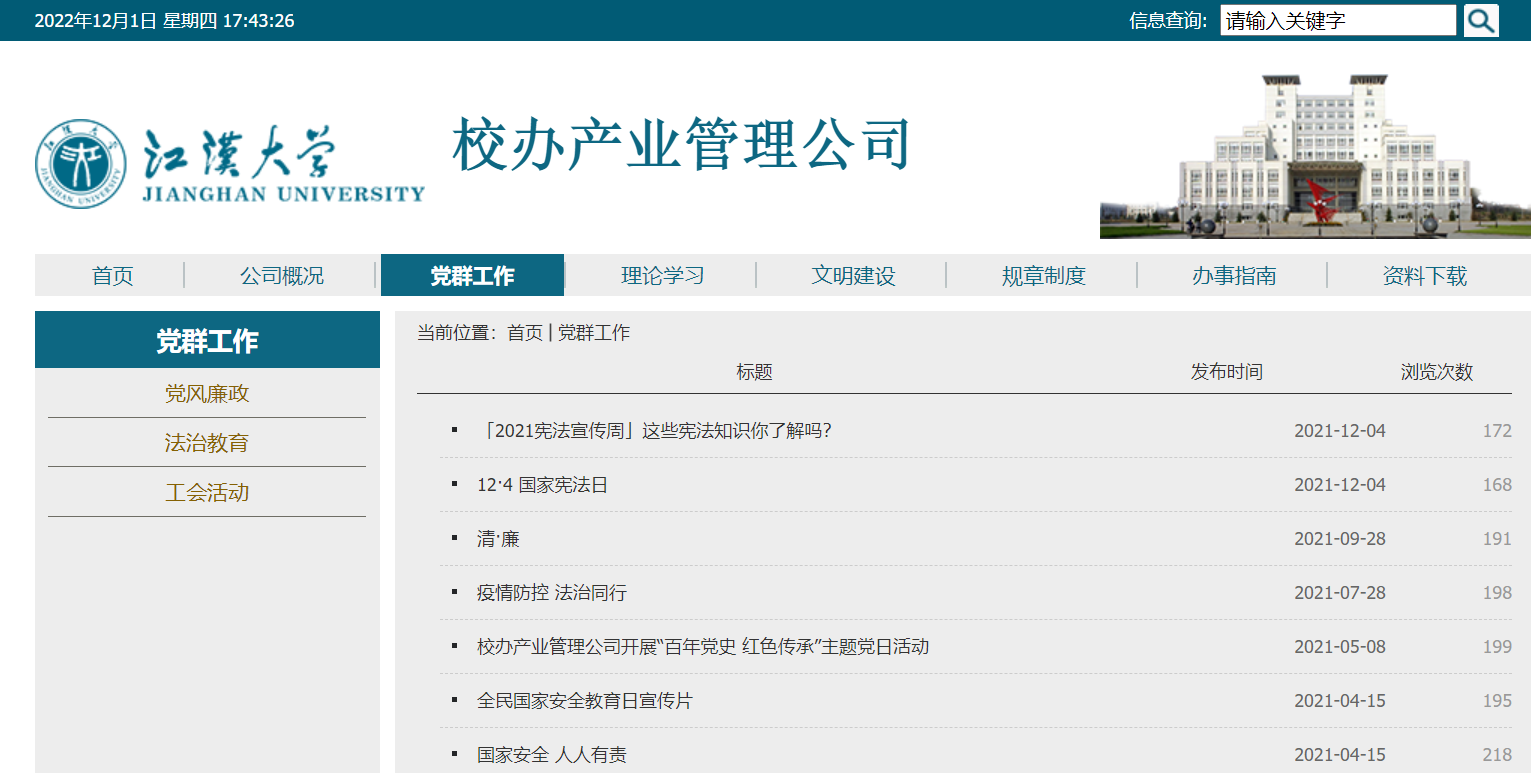 2022年12月1日 星期四 17:43:26 信息查询: 请输入关键字
江漢大学 校办产业管理公司
JIANGHAN UNIVERSITY
首页 公司概况 党群工作 理论学习 文明建设 规章制度 办事指南 资料下载
党群工作
党风廉政
法治教育
工会活动
当前位置：首页 | 党群工作
标题 发布时间 浏览次数
▪ 「2021宪法宣传周」这些宪法知识你了解吗？ 2021-12-04 172
▪ 12·4 国家宪法日 2021-12-04 168
▪ 清·廉 2021-09-28 191
▪ 疫情防控 法治同行 2021-07-28 198
▪ 校办产业管理公司开展“百年党史 红色传承”主题党日活动 2021-05-08 199
▪ 全民国家安全教育日宣传片 2021-04-15 195
▪ 国家安全 人人有责 2021-04-15 218